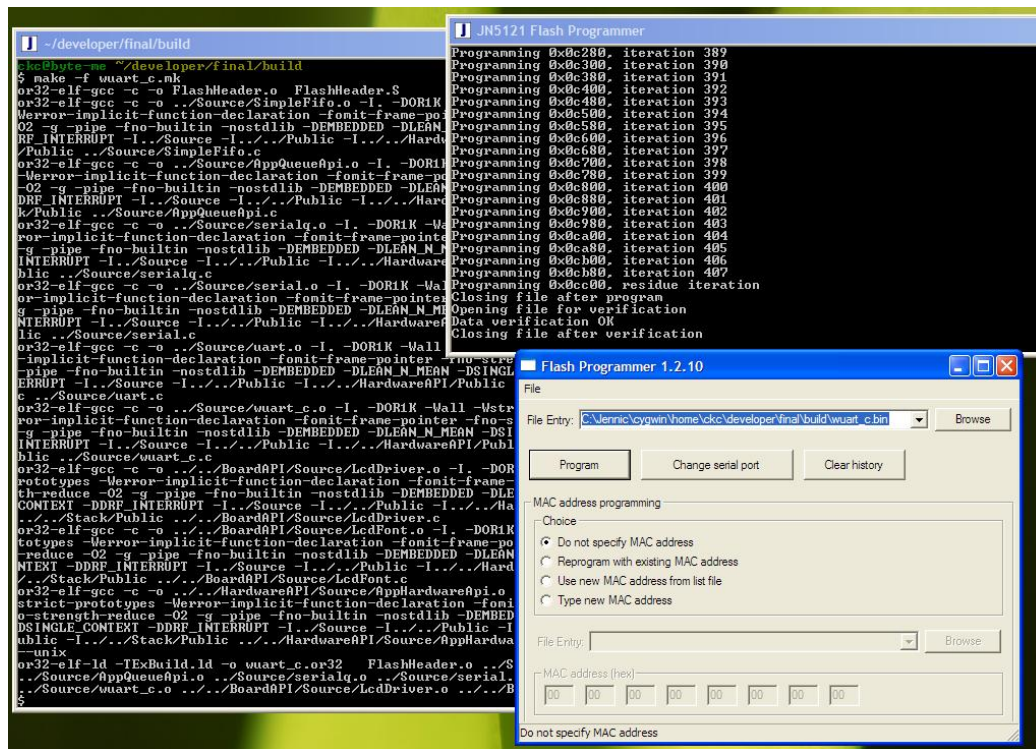 ~/developer/final/build
ckc@byte-me ~/developer/final/build
$ make -f wuart_c.mk
or32-elf-gcc -c -o FlashHeader.o  FlashHeader.S
or32-elf-gcc -c -o ../Source/SimpleFifo.o -I. -DOR1K
Werror-implicit-function-declaration -fomit-frame-poi
O2 -g -pipe -fno-builtin -nostdlib -DEMBEDDED -DLEAN_
RF_INTERRUPT -I../Source -I../../Public -I../../Hardw
/Public ../Source/SimpleFifo.c
or32-elf-gcc -c -o ../Source/AppQueueApi.o -I. -DOR1K
-Werror-implicit-function-declaration -fomit-frame-po
-O2 -g -pipe -fno-builtin -nostdlib -DEMBEDDED -DLEAN
DRF_INTERRUPT -I../Source -I../../Public -I../../Hard
k/Public ../Source/AppQueueApi.c
or32-elf-gcc -c -o ../Source/serialq.o -I. -DOR1K -Wa
ror-implicit-function-declaration -fomit-frame-pointe
-g -pipe -fno-builtin -nostdlib -DEMBEDDED -DLEAN_N_M
INTERRUPT -I../Source -I../../Public -I../../Hardware
blic ../Source/serialq.c
or32-elf-gcc -c -o ../Source/serial.o -I. -DOR1K -Wal
or-implicit-function-declaration -fomit-frame-pointer
g -pipe -fno-builtin -nostdlib -DEMBEDDED -DLEAN_N_ME
NTERRUPT -I../Source -I../../Public -I../../HardwareA
lic ../Source/serial.c
or32-elf-gcc -c -o ../Source/uart.o -I. -DOR1K -Wall
-implicit-function-declaration -fomit-frame-pointer -fno-stre
-pipe -fno-builtin -nostdlib -DEMBEDDED -DLEAN_N_MEAN -DSINGL
ERRUPT -I../Source -I../../Public -I../../HardwareAPI/Public
c ../Source/uart.c
or32-elf-gcc -c -o ../Source/wuart_c.o -I. -DOR1K -Wall -Wstr
ror-implicit-function-declaration -fomit-frame-pointer -fno-s
-g -pipe -fno-builtin -nostdlib -DEMBEDDED -DLEAN_N_MEAN -DSI
INTERRUPT -I../Source -I../../Public -I../../HardwareAPI/Publ
blic ../Source/wuart_c.c
or32-elf-gcc -c -o ../../BoardAPI/Source/LcdDriver.o -I. -DOR
rototypes -Werror-implicit-function-declaration -fomit-frame-
th-reduce -O2 -g -pipe -fno-builtin -nostdlib -DEMBEDDED -DLE
CONTEXT -DDRF_INTERRUPT -I../Source -I../../Public -I../../Ha
../../Stack/Public ../../BoardAPI/Source/LcdDriver.c
or32-elf-gcc -c -o ../../BoardAPI/Source/LcdFont.o -I. -DOR1K
totypes -Werror-implicit-function-declaration -fomit-frame-po
-reduce -O2 -g -pipe -fno-builtin -nostdlib -DEMBEDDED -DLEAN
NTEXT -DDRF_INTERRUPT -I../Source -I../../Public -I../../Hard
/../Stack/Public ../../BoardAPI/Source/LcdFont.c
or32-elf-gcc -c -o ../../HardwareAPI/Source/AppHardwareApi.o
strict-prototypes -Werror-implicit-function-declaration -fomi
o-strength-reduce -O2 -g -pipe -fno-builtin -nostdlib -DEMBED
DSINGLE_CONTEXT -DDRF_INTERRUPT -I../Source -I../../Public -I
ublic -I../../Stack/Public ../../HardwareAPI/Source/AppHardwa
--unix
or32-elf-ld -TExBuild.ld -o wuart_c.or32   FlashHeader.o ../S
../Source/AppQueueApi.o ../Source/serialq.o ../Source/serial.
../Source/wuart_c.o ../../BoardAPI/Source/LcdDriver.o ../../B
$
JN5121 Flash Programmer
Programming 0x0c280, iteration 389
Programming 0x0c300, iteration 390
Programming 0x0c380, iteration 391
Programming 0x0c400, iteration 392
Programming 0x0c480, iteration 393
Programming 0x0c500, iteration 394
Programming 0x0c580, iteration 395
Programming 0x0c600, iteration 396
Programming 0x0c680, iteration 397
Programming 0x0c700, iteration 398
Programming 0x0c780, iteration 399
Programming 0x0c800, iteration 400
Programming 0x0c880, iteration 401
Programming 0x0c900, iteration 402
Programming 0x0c980, iteration 403
Programming 0x0ca00, iteration 404
Programming 0x0ca80, iteration 405
Programming 0x0cb00, iteration 406
Programming 0x0cb80, iteration 407
Programming 0x0cc00, residue iteration
Closing file after program
Opening file for verification
Data verification OK
Closing file after verification
Flash Programmer 1.2.10
File
File Entry: C:\Jennic\cygwin\home\ckc\developer\final\build\wuart_c.bin Browse
Program Change serial port Clear history
MAC address programming
Choice
Do not specify MAC address
Reprogram with existing MAC address
Use new MAC address from list file
Type new MAC address
File Entry: Browse
MAC address (hex)
00 00 00 00 00 00 00 00
Do not specify MAC address